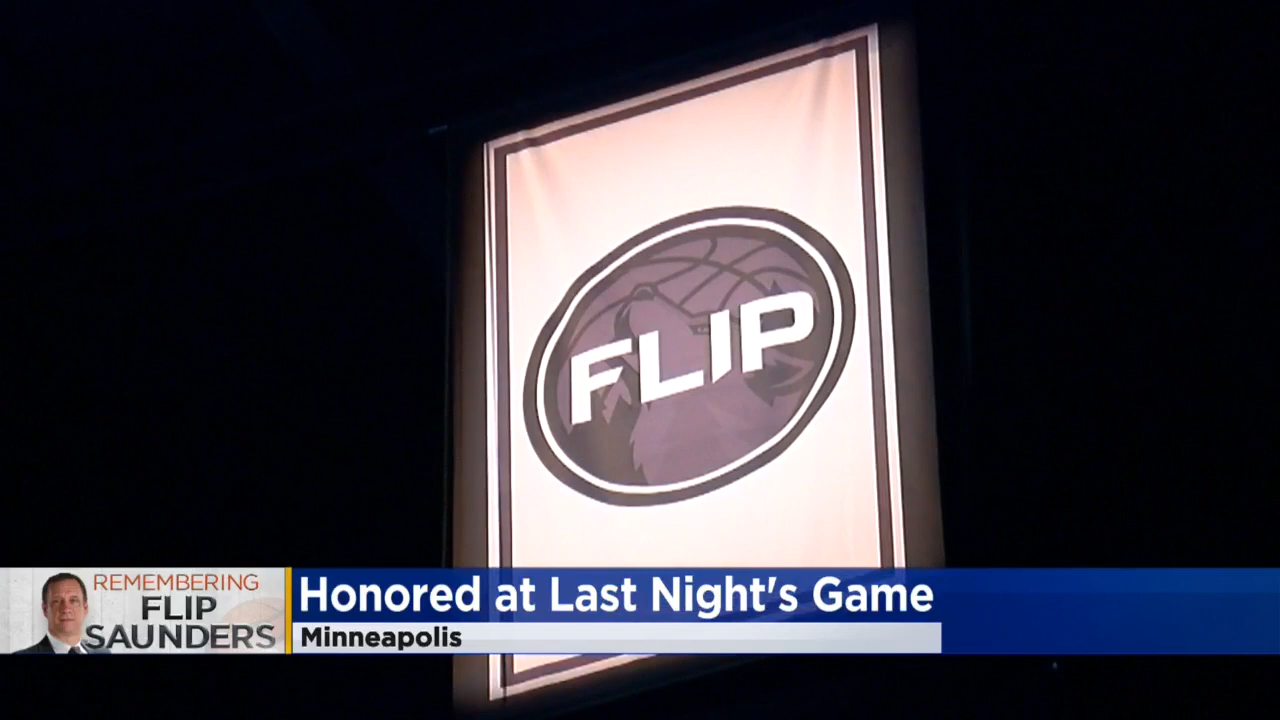 FLIP
REMEMBERING
FLIP
SAUNDERS
Honored at Last Night's Game
Minneapolis